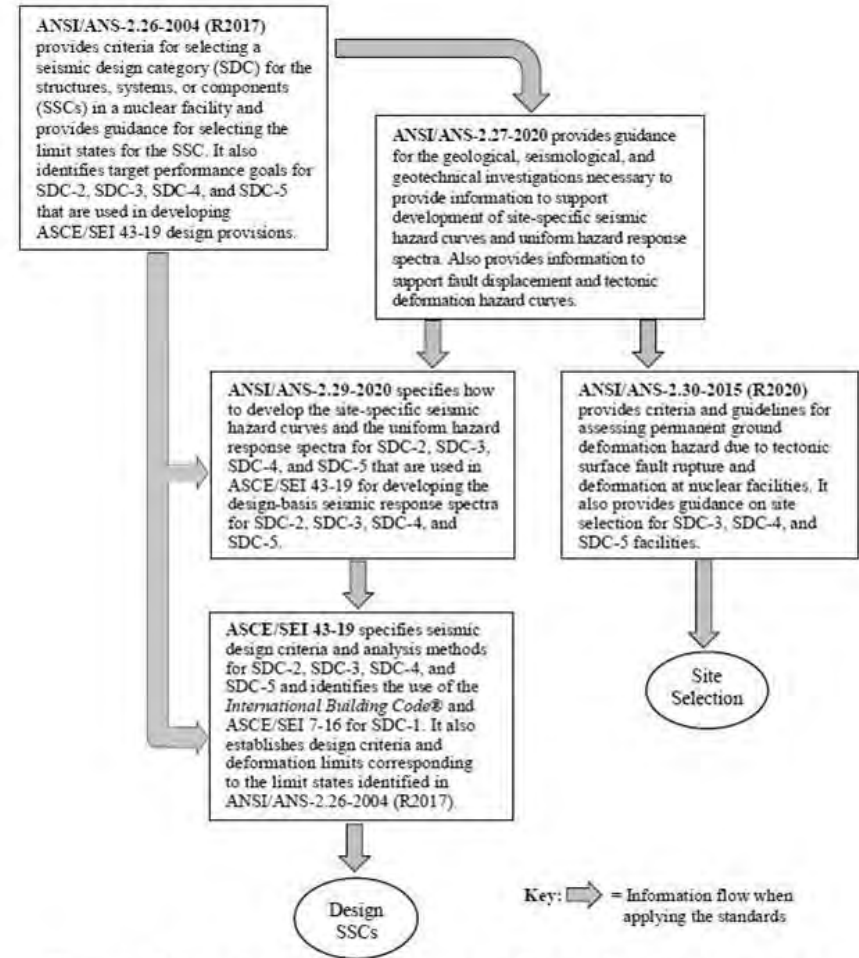 ANSI/ANS-2.26-2004 (R2017)
provides criteria for selecting a
seismic design category (SDC) for the
structures, systems, or components
(SSCs) in a nuclear facility and
provides guidance for selecting the
limit states for the SSC. It also
identifies target performance goals for
SDC-2, SDC-3, SDC-4, and SDC-5
that are used in developing
ASCE/SEI 43-19 design provisions.
ANSI/ANS-2.27-2020 provides guidance
for the geological, seismological, and
geotechnical investigations necessary to
provide information to support
development of site-specific seismic
hazard curves and uniform hazard response
spectra. Also provides information to
support fault displacement and tectonic
deformation hazard curves.
ANSI/ANS-2.29-2020 specifies how
to develop the site-specific seismic
hazard curves and the uniform hazard
response spectra for SDC-2, SDC-3,
SDC-4, and SDC-5 that are used in
ASCE/SEI 43-19 for developing the
design-basis seismic response spectra
for SDC-2, SDC-3, SDC-4, and
SDC-5.
ANSI/ANS-2.30-2015 (R2020)
provides criteria and guidelines for
assessing permanent ground
deformation hazard due to tectonic
surface fault rupture and
deformation at nuclear facilities. It
also provides guidance on site
selection for SDC-3, SDC-4, and
SDC-5 facilities.
ASCE/SEI 43-19 specifies seismic
design criteria and analysis methods
for SDC-2, SDC-3, SDC-4, and
SDC-5 and identifies the use of the
International Building Code® and
ASCE/SEI 7-16 for SDC-1. It also
establishes design criteria and
deformation limits corresponding
to the limit states identified in
ANSI/ANS-2.26-2004 (R2017).
Site
Selection
Design
SSCs
Key: = Information flow when
applying the standards